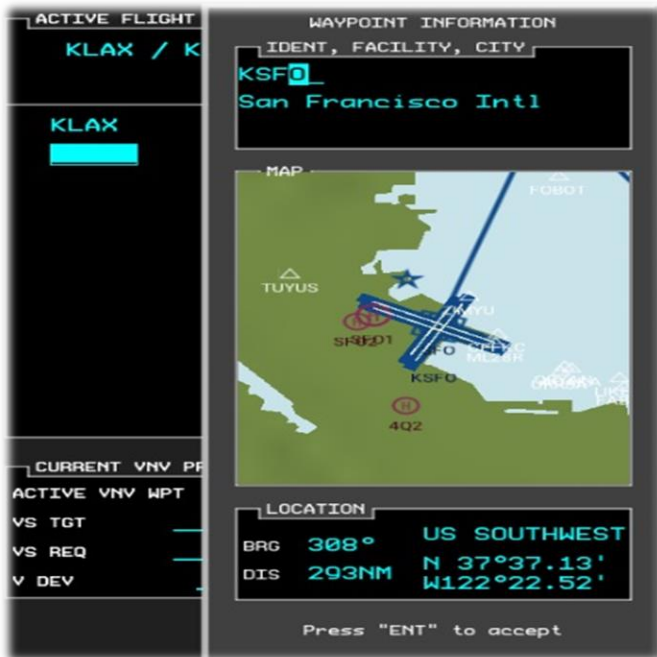 ACTIVE FLIGHT
KLAX / K
KLAX
CURRENT VNV PR
ACTIVE VNV WPT
VS TGT
VS REQ
V DEV
WAYPOINT INFORMATION
IDENT, FACILITY, CITY
KSFO_
San Francisco Intl
MAP
FOBOT
TUYUS
SFO1
KSFO
4Q2
LOCATION
BRG 308°
DIS 293NM
US SOUTHWEST
N 37°37.13'
W122°22.52'
Press "ENT" to accept